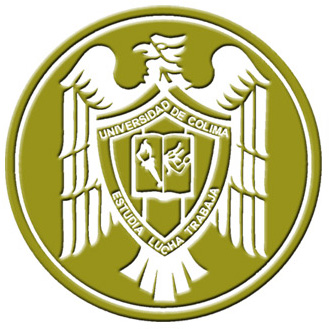 UNIVERSIDAD DE COLIMA
ESTUDIA LUCHA TRABAJA